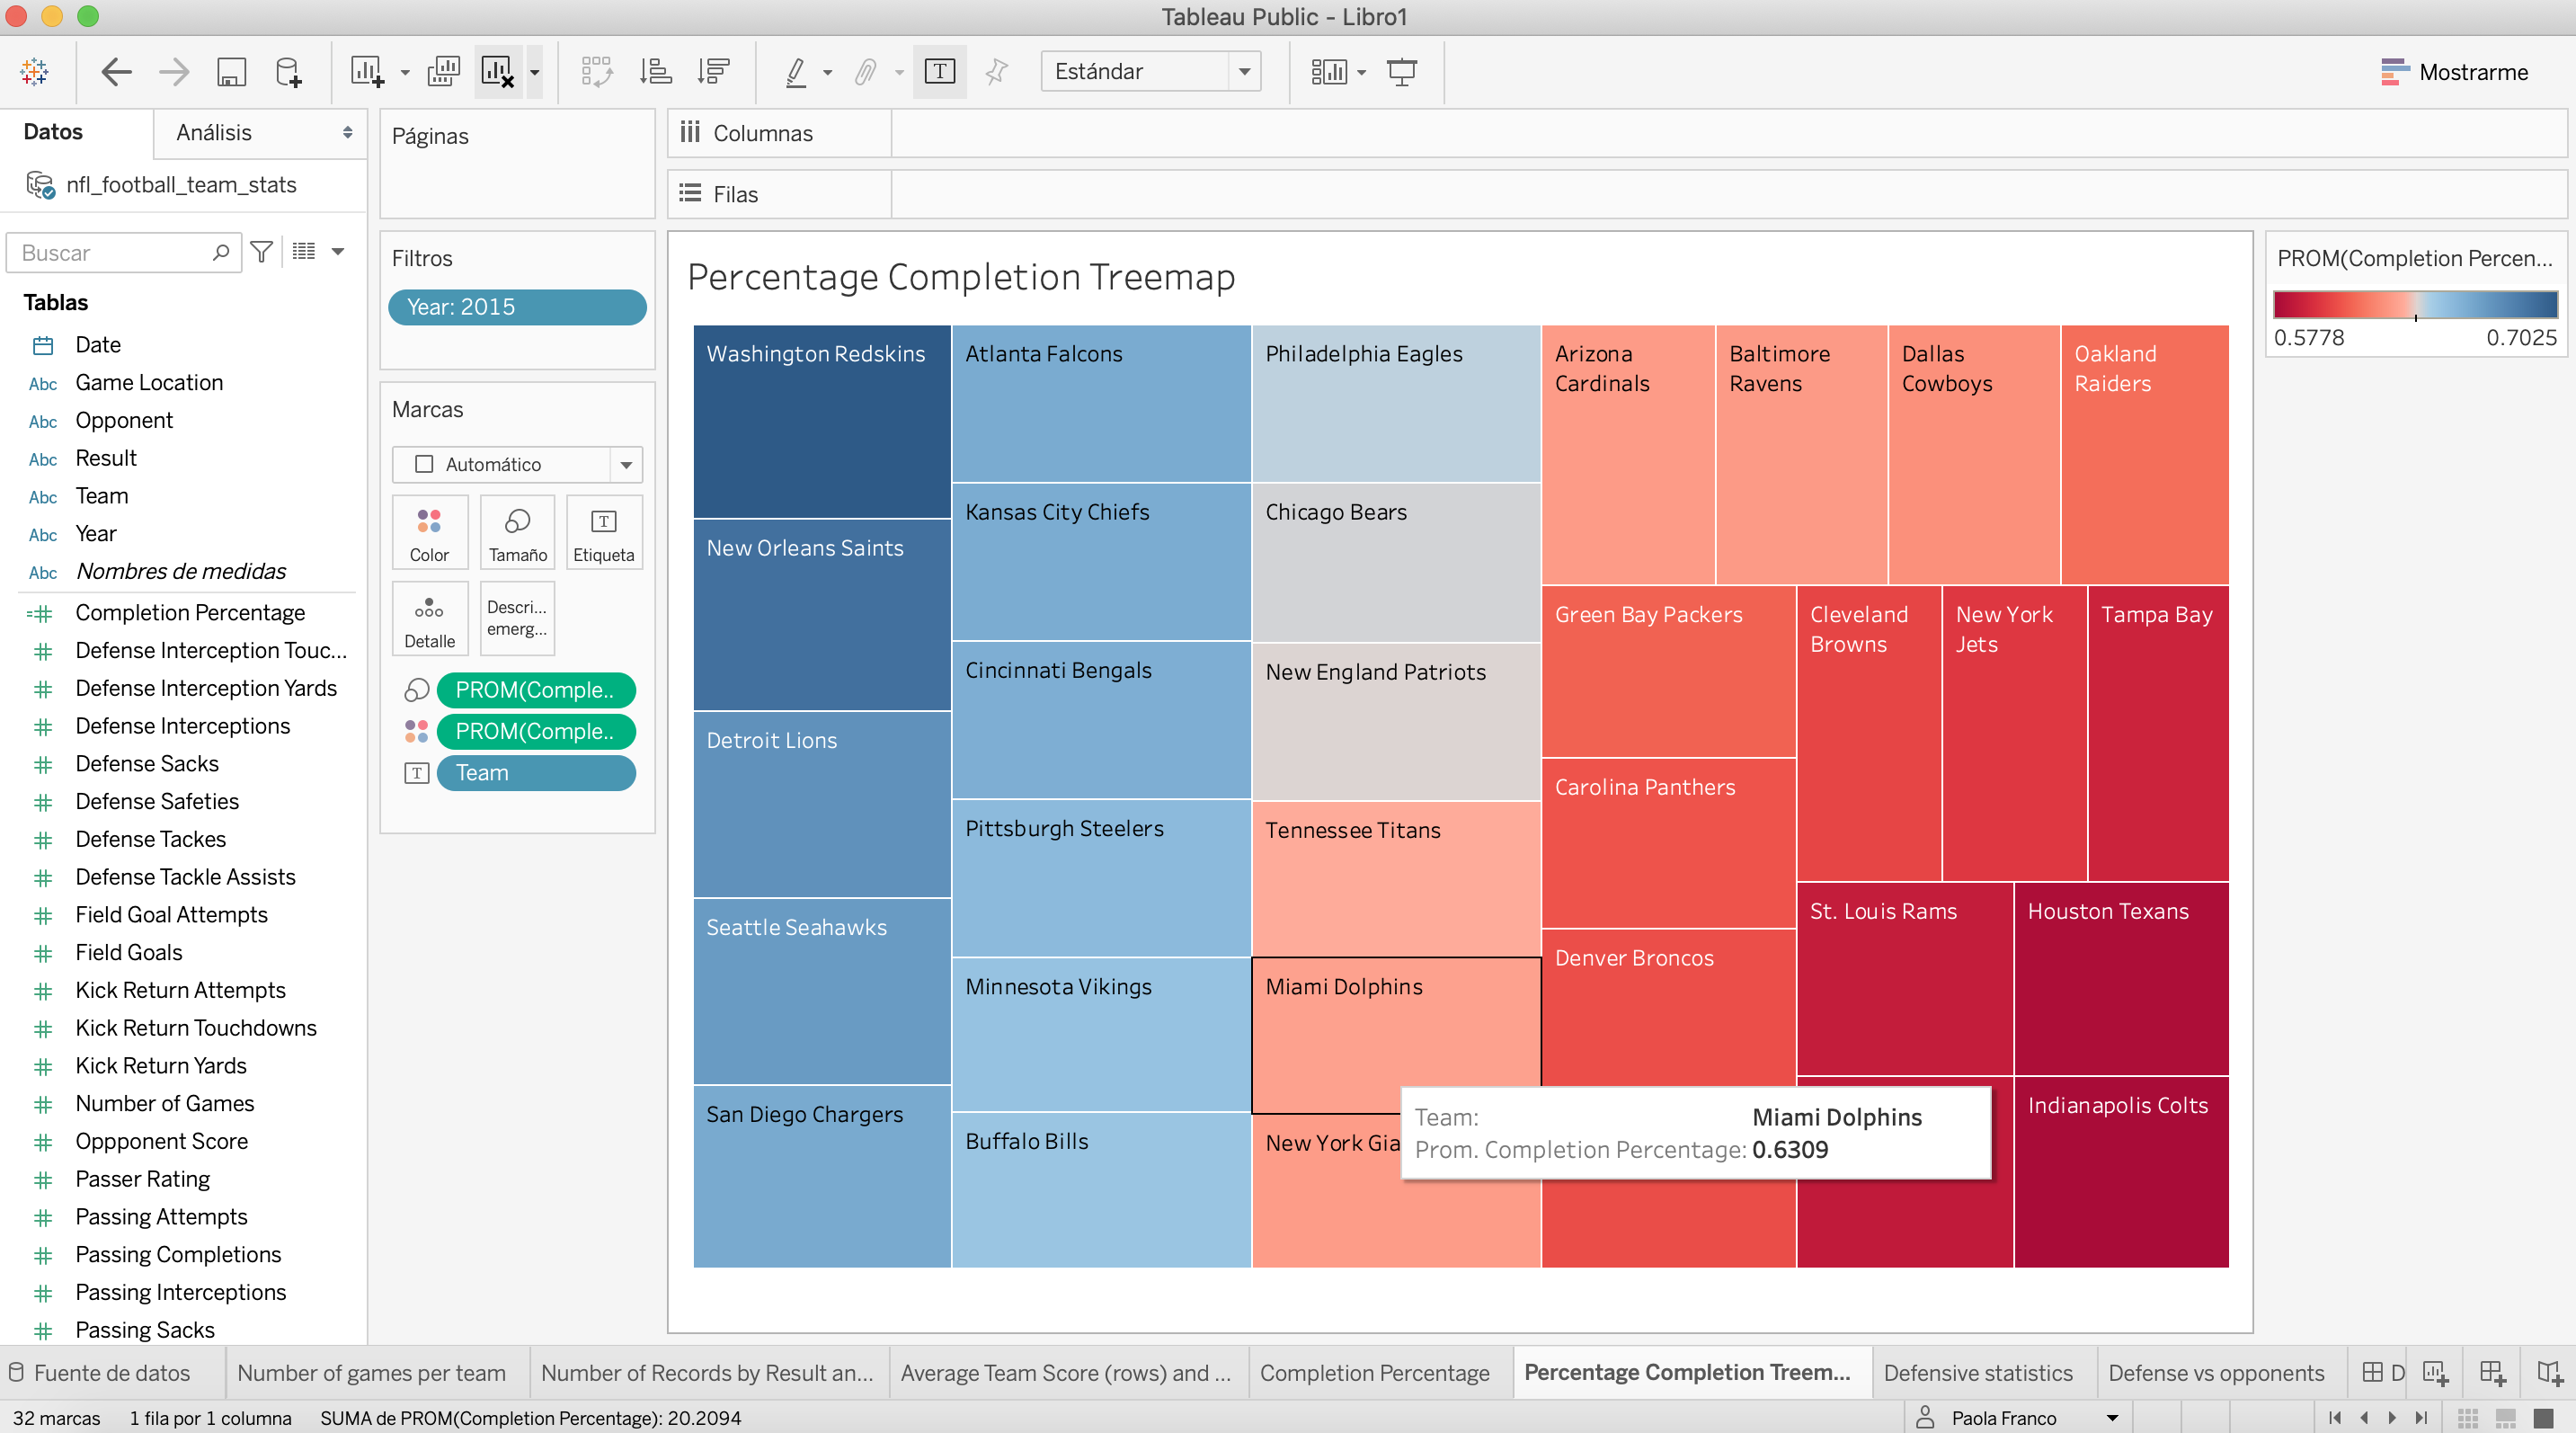 Tableau Public - Libro1
Estándar
Mostrarme
Datos
Análisis
nfl_football_team_stats
Buscar
Tablas
Date
Abc Game Location
Abc Opponent
Abc Result
Abc Team
Abc Year
Abc Nombres de medidas
Completion Percentage
Defense Interception Touc...
Defense Interception Yards
Defense Interceptions
Defense Sacks
Defense Safeties
Defense Tackes
Defense Tackle Assists
Field Goal Attempts
Field Goals
Kick Return Attempts
Kick Return Touchdowns
Kick Return Yards
Number of Games
Oppponent Score
Passer Rating
Passing Attempts
Passing Completions
Passing Interceptions
Passing Sacks
Páginas
Filtros
Year: 2015
Marcas
Automático
Color
Tamaño
Etiqueta
Detalle
Descri...
emerg...
PROM(Comple..
PROM(Comple..
Team
Columnas
Filas
Percentage Completion Treemap
Washington Redskins
New Orleans Saints
Detroit Lions
Seattle Seahawks
San Diego Chargers
Atlanta Falcons
Kansas City Chiefs
Cincinnati Bengals
Pittsburgh Steelers
Minnesota Vikings
Buffalo Bills
Philadelphia Eagles
Chicago Bears
New England Patriots
Tennessee Titans
Miami Dolphins
New York Gia
Arizona
Cardinals
Baltimore
Ravens
Dallas
Cowboys
Oakland
Raiders
Green Bay Packers
Carolina Panthers
Denver Broncos
Cleveland
Browns
New York
Jets
Tampa Bay
St. Louis Rams
Houston Texans
Indianapolis Colts
Team: Miami Dolphins
Prom. Completion Percentage: 0.6309
PROM(Completion Percen...
0.5778 0.7025
Fuente de datos
Number of games per team
Number of Records by Result an...
Average Team Score (rows) and ...
Completion Percentage
Percentage Completion Treem...
Defensive statistics
Defense vs opponents
D
32 marcas 1 fila por 1 columna SUMA de PROM(Completion Percentage): 20.2094
Paola Franco